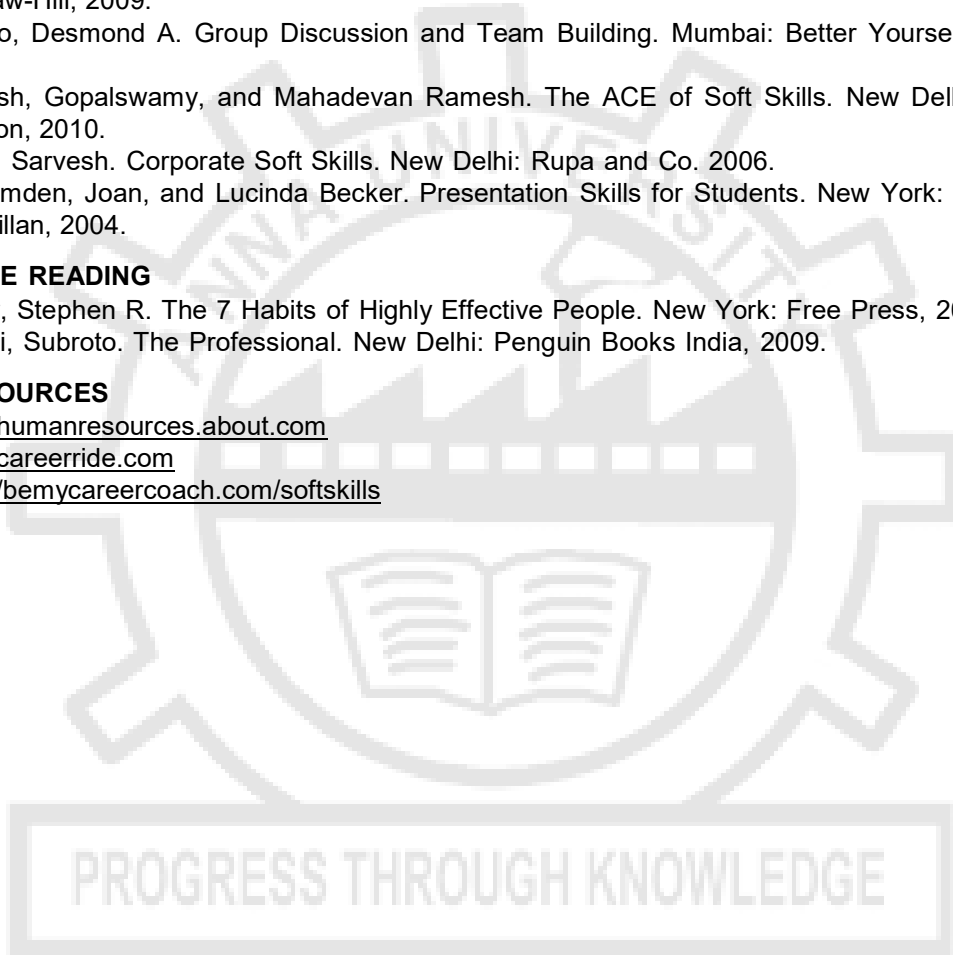 aw-Hill, 2009.
o, Desmond A. Group Discussion and Team Building. Mumbai: Better Yourse
sh, Gopalswamy, and Mahadevan Ramesh. The ACE of Soft Skills. New Del
on, 2010.
Sarvesh. Corporate Soft Skills. New Delhi: Rupa and Co. 2006.
mden, Joan, and Lucinda Becker. Presentation Skills for Students. New York:
illan, 2004.
E READING
, Stephen R. The 7 Habits of Highly Effective People. New York: Free Press, 20
i, Subroto. The Professional. New Delhi: Penguin Books India, 2009.
OURCES
humanresources.about.com
careerride.com
/bemycareercoach.com/softskills
ANNA UNIVERSITY
PROGRESS THROUGH KNOWLEDGE